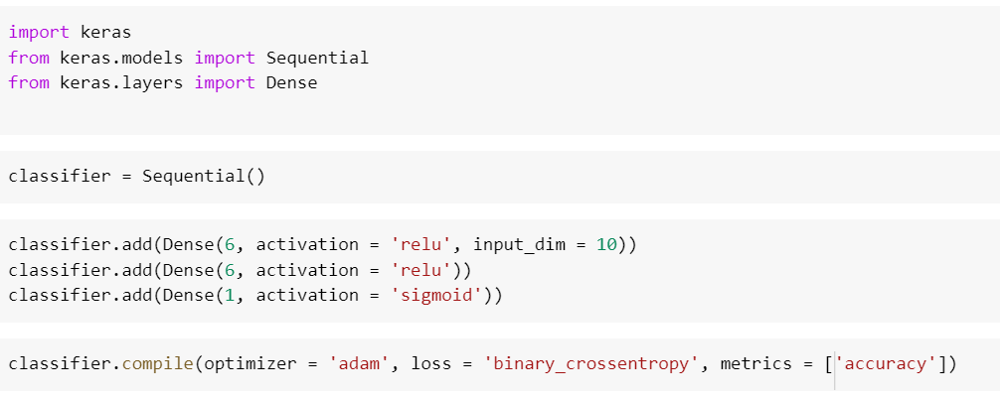 import keras
from keras.models import Sequential
from keras.layers import Dense
classifier = Sequential()
classifier.add(Dense(6, activation = 'relu', input_dim = 10))
classifier.add(Dense(6, activation = 'relu'))
classifier.add(Dense(1, activation = 'sigmoid'))
classifier.compile(optimizer = 'adam', loss = 'binary_crossentropy', metrics = ['accuracy'])